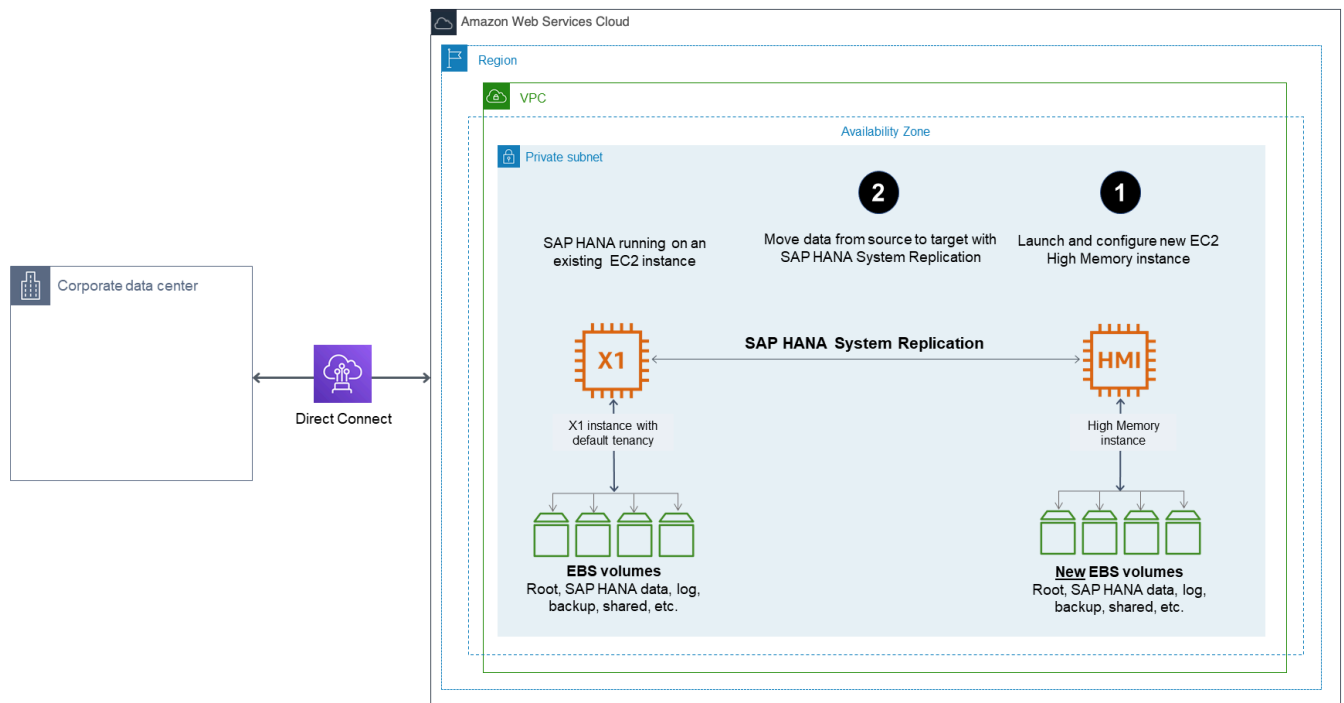 Amazon Web Services Cloud
Region
VPC
Availability Zone
Private subnet
2
1
SAP HANA running on an
existing EC2 instance
Move data from source to target with
SAP HANA System Replication
Launch and configure new EC2
High Memory instance
Corporate data center
Direct Connect
X1
SAP HANA System Replication
HMI
X1 instance with
default tenancy
High Memory
instance
EBS volumes
Root, SAP HANA data, log,
backup, shared, etc.
New EBS volumes
Root, SAP HANA data, log,
backup, shared, etc.